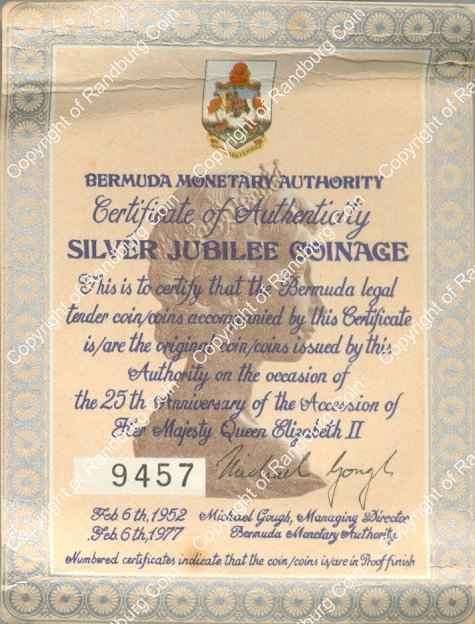 BERMUDA MONETARY AUTHORITY
Certificate of Authenticity
SILVER JUBILEE COINAGE
This is to certify that the Bermuda legal
tender coin/coins accompanied by this Certificate
is/are the original coin/coins issued by this
Authority on the occasion of
the 25th Anniversary of the Accession of
Her Majesty Queen Elizabeth II
9457 Michael Gough
Feb 6th, 1952 Michael Gough, Managing Director
Feb 6th, 1977 Bermuda Monetary Authority
Numbered certificates indicate that the coin/coins is/are in Proof finish
Copyright of Randburg Coin